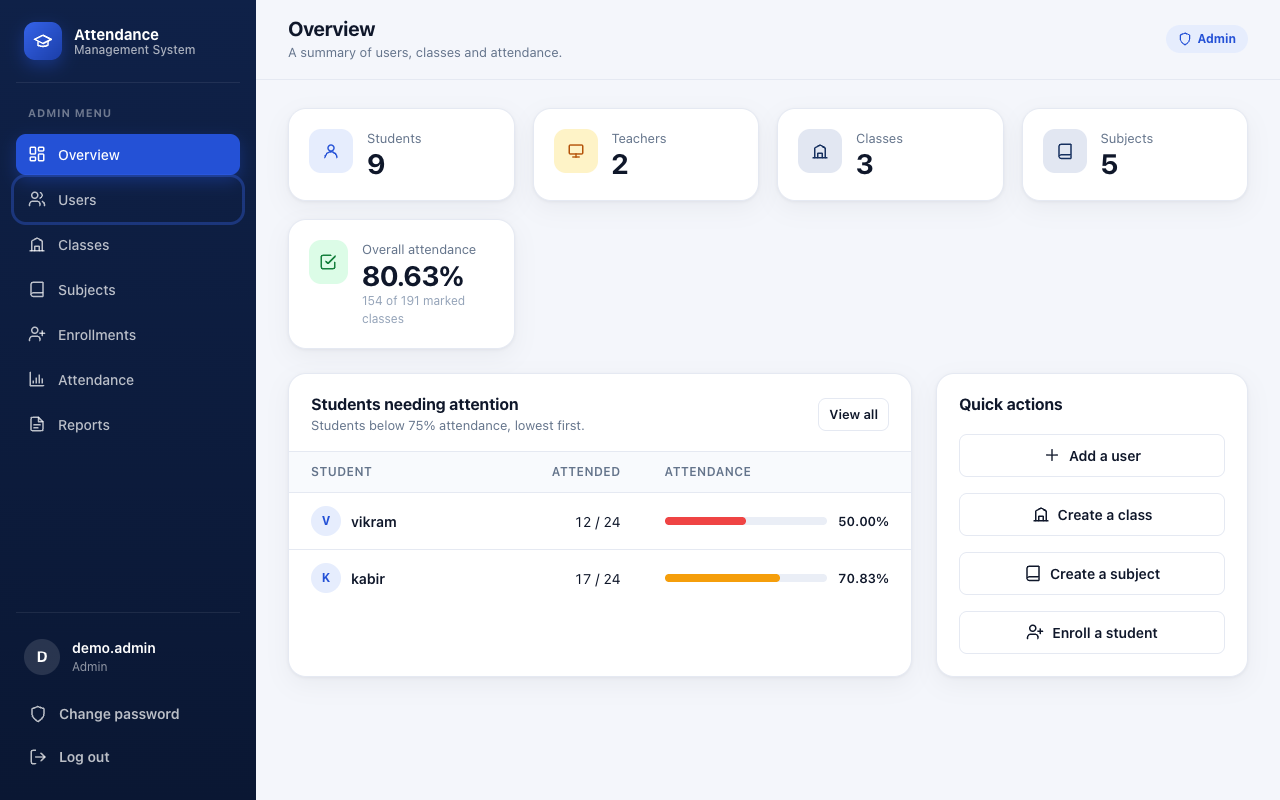 Attendance
Management System
ADMIN MENU
Overview
Users
Classes
Subjects
Enrollments
Attendance
Reports
D
demo.admin
Admin
Change password
Log out
Overview
A summary of users, classes and attendance.
Admin
Students
9
Teachers
2
Classes
3
Subjects
5
Overall attendance
80.63%
154 of 191 marked
classes
Students needing attention
Students below 75% attendance, lowest first.
View all
STUDENT ATTENDED ATTENDANCE
V vikram 12 / 24 50.00%
K kabir 17 / 24 70.83%
Quick actions
Add a user
Create a class
Create a subject
Enroll a student